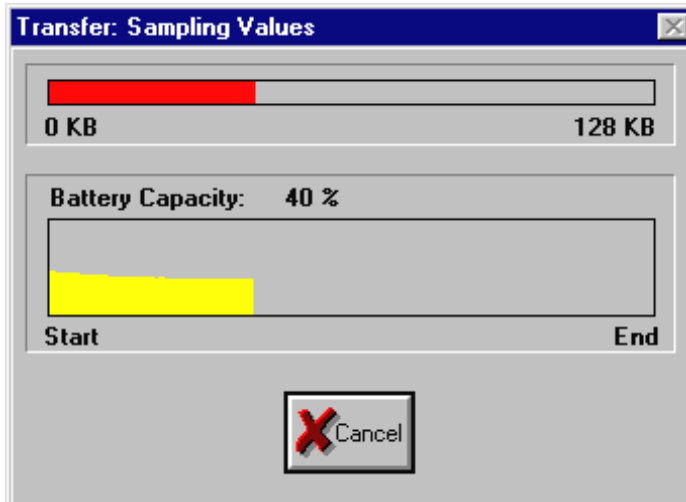 Transfer: Sampling Values
0 KB 128 KB
Battery Capacity: 40 %
Start End
Cancel